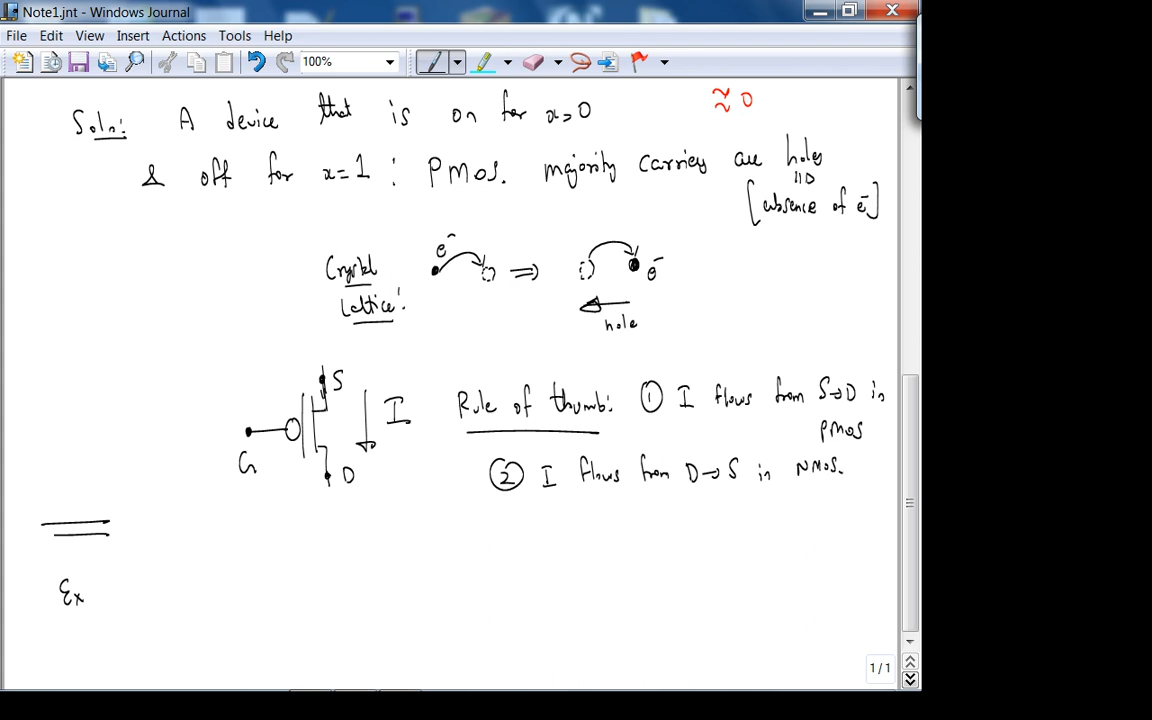 Note1.jnt - Windows Journal
File Edit View Insert Actions Tools Help
100%
≈ 0
Soln: A device that is on for x=0
& off for x=1 : PMOS. majority carries are holes
[absence of e-]
Crystal e- ⇒ e-
Lattice:
hole
S
G
D
I
Rule of thumb: ① I flows from S→D in
PMOS
② I flows from D→S in NMOS.
Ex
1/1